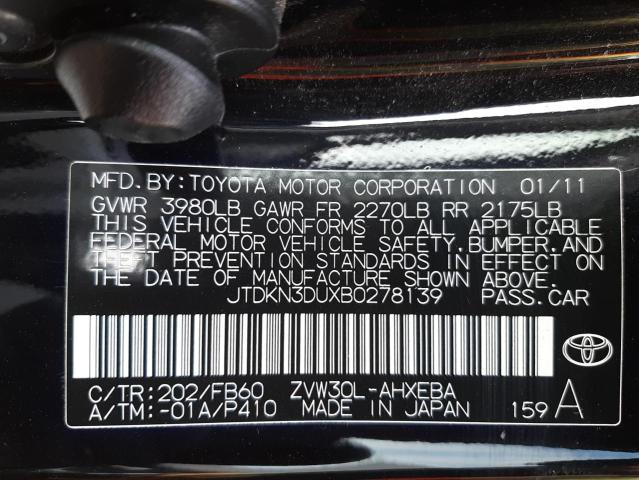 MFD.BY:TOYOTA MOTOR CORPORATION 01/11
GVWR 3980LB GAWR FR 2270LB RR 2175LB
THIS VEHICLE CONFORMS TO ALL APPLICABLE
FEDERAL MOTOR VEHICLE SAFETY,BUMPER,AND
THEFT PREVENTION STANDARDS IN EFFECT ON
THE DATE OF MANUFACTURE SHOWN ABOVE.
JTDKN3DUXB0278139 PASS.CAR
C/TR:202/FB60 ZVW30L-AHXEBA
A/TM:-01A/P410 MADE IN JAPAN 159 A